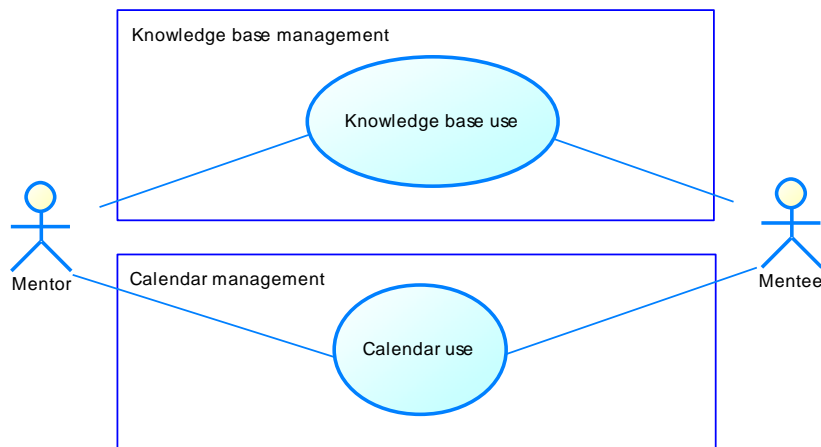 Knowledge base management
Knowledge base use
Mentor
Mentee
Calendar management
Calendar use